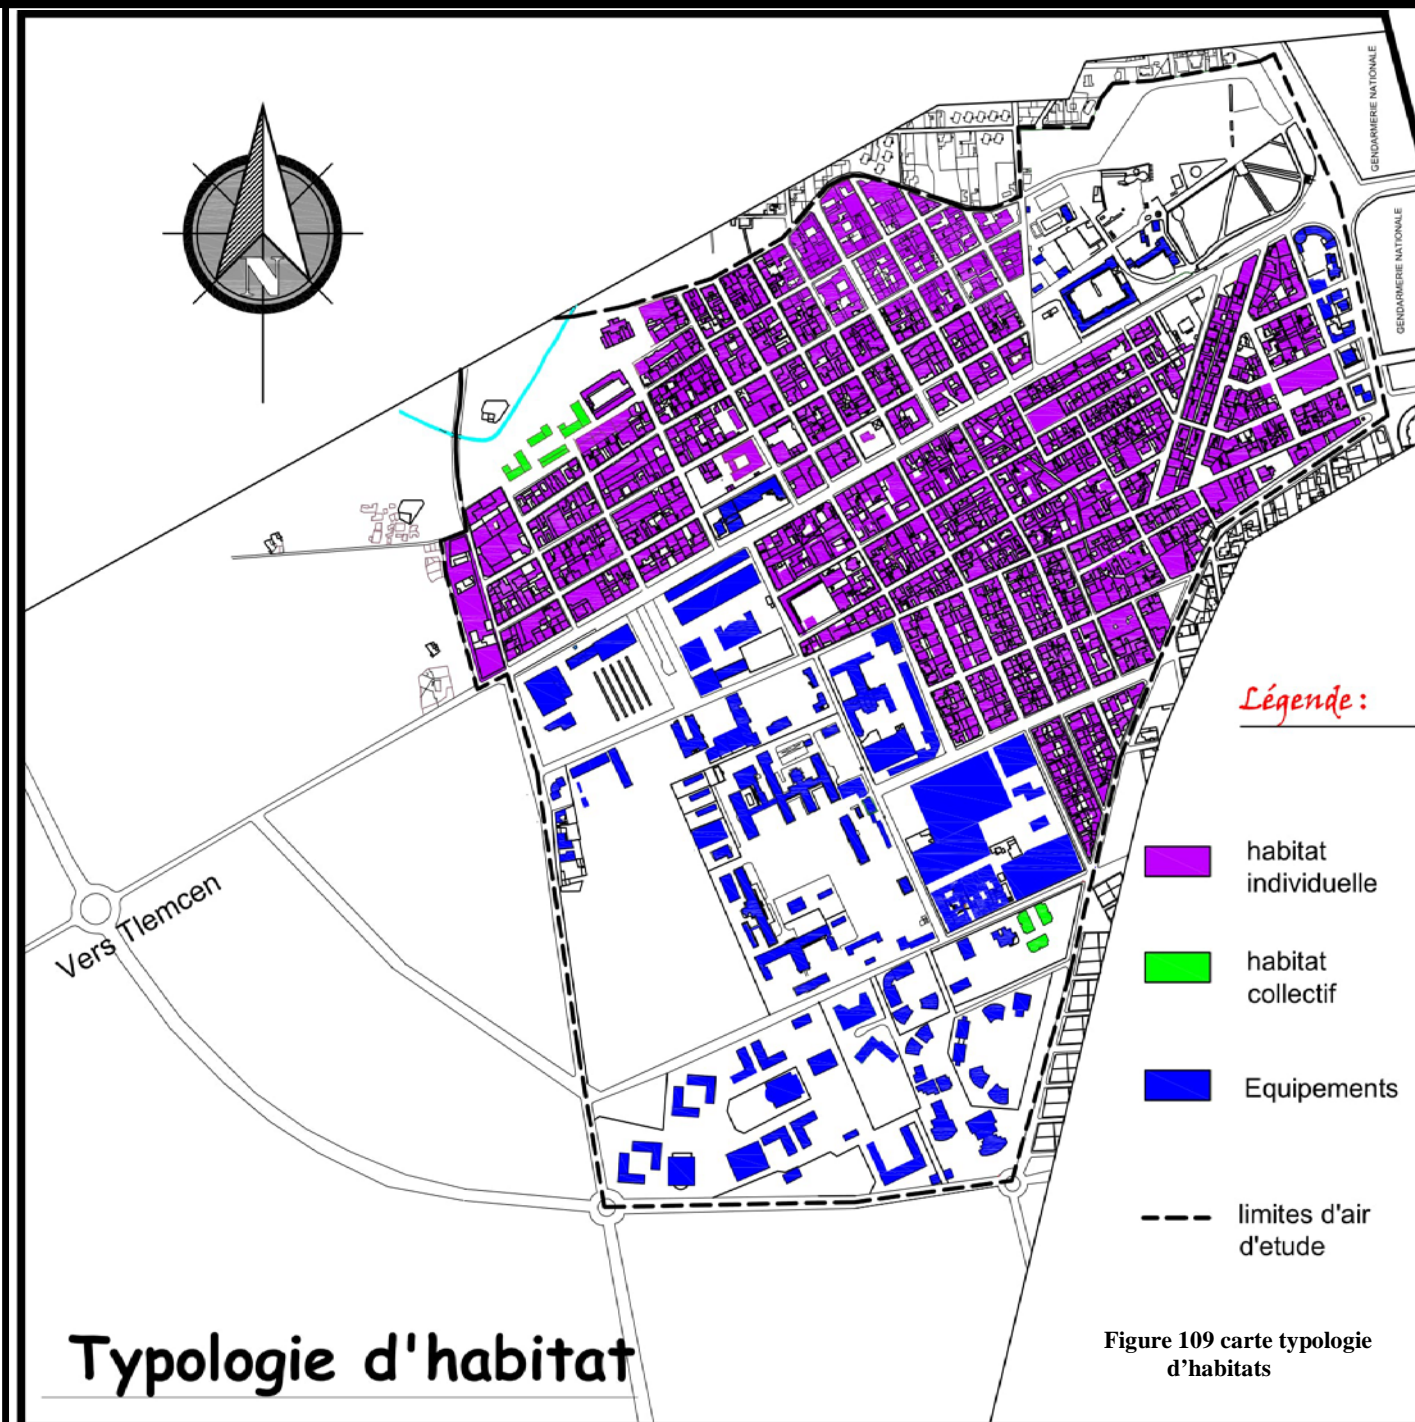 GENDARMERIE NATIONALE
GENDARMERIE NATIONALE
N
Légende :
habitat
individuelle
habitat
collectif
Equipements
limites d'air
d'etude
Vers Tlemcen
Typologie d'habitat
Figure 109 carte typologie
d’habitats